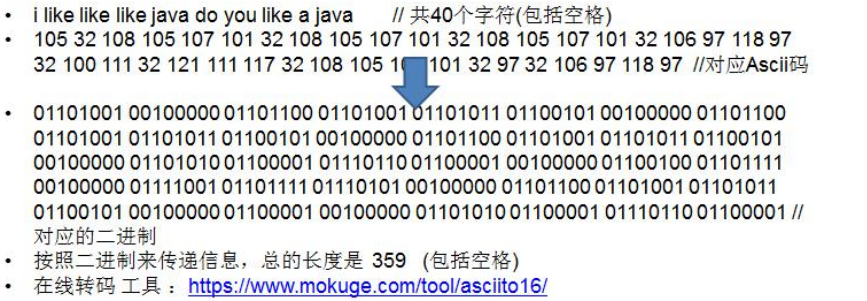 • i like like like java do you like a java // 共40个字符(包括空格)
• 105 32 108 105 107 101 32 108 105 107 101 32 108 105 107 101 32 106 97 118 97
32 100 111 32 121 111 117 32 108 105 1 101 32 97 32 106 97 118 97 //对应Ascii码
• 01101001 00100000 01101100 01101001 01101011 01100101 00100000 01101100
01101001 01101011 01100101 00100000 01101100 01101001 01101011 01100101
00100000 01101010 01100001 01110110 01100001 00100000 01100100 01101111
00100000 01111001 01101111 01110101 00100000 01101100 01101001 01101011
01100101 00100000 01100001 00100000 01101010 01100001 01110110 01100001 //
对应的二进制
• 按照二进制来传递信息，总的长度是 359 (包括空格)
• 在线转码 工具 ：https://www.mokuge.com/tool/asciito16/